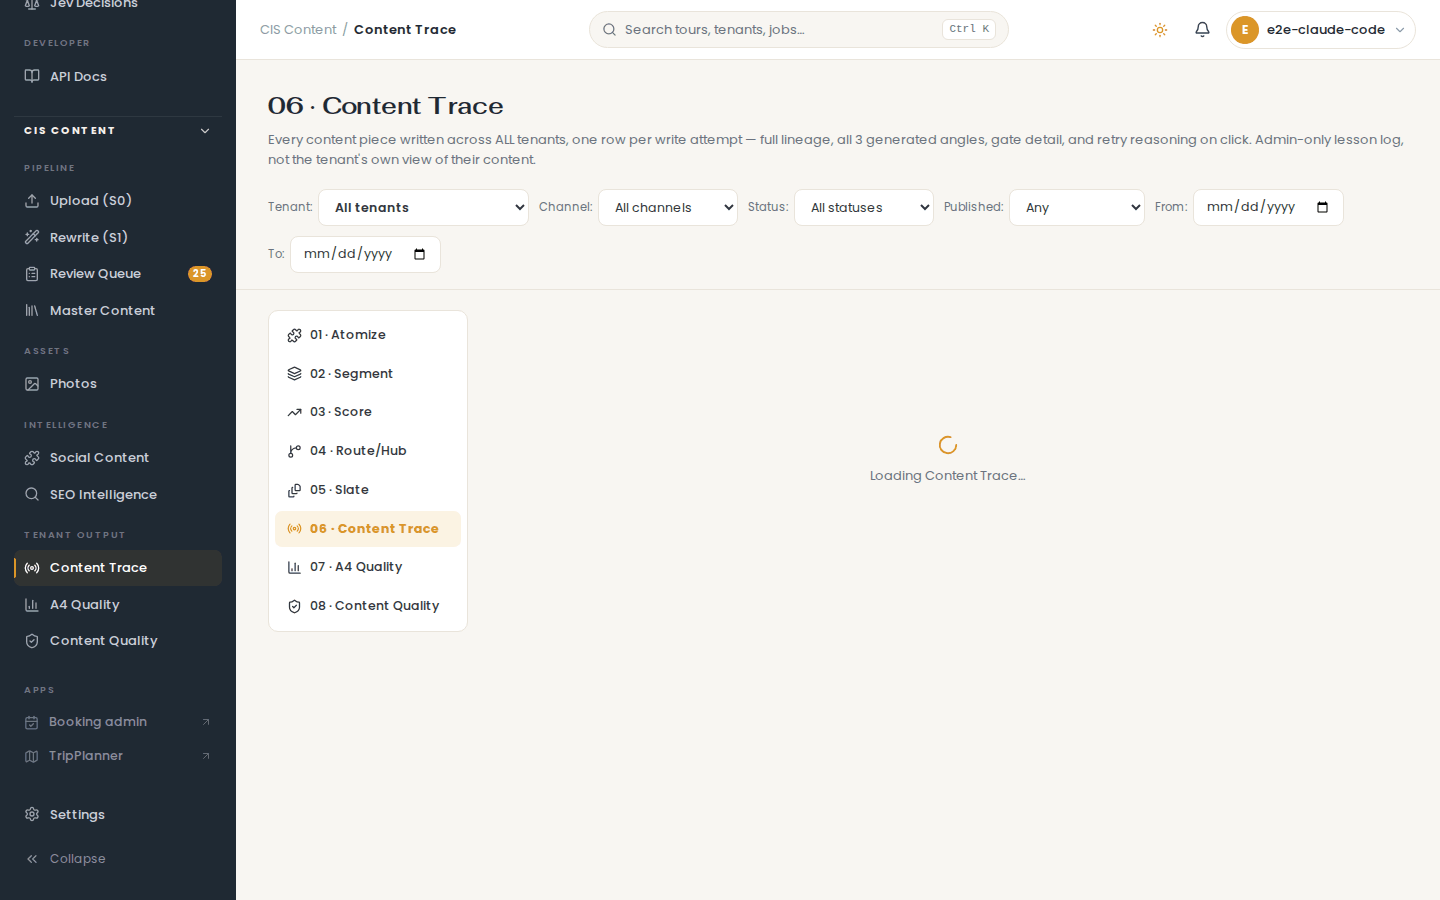 Jev Decisions
DEVELOPER
API Docs
CIS CONTENT
PIPELINE
Upload (S0)
Rewrite (S1)
Review Queue 25
Master Content
ASSETS
Photos
INTELLIGENCE
Social Content
SEO Intelligence
TENANT OUTPUT
Content Trace
A4 Quality
Content Quality
APPS
Booking admin
TripPlanner
Settings
Collapse
CIS Content / Content Trace
Search tours, tenants, jobs... Ctrl K
E e2e-claude-code
06 · Content Trace
Every content piece written across ALL tenants, one row per write attempt — full lineage, all 3 generated angles, gate detail, and retry reasoning on click. Admin-only lesson log,
not the tenant's own view of their content.
Tenant: All tenants Channel: All channels Status: All statuses Published: Any From: mm/dd/yyyy
To: mm/dd/yyyy
01 · Atomize
02 · Segment
03 · Score
04 · Route/Hub
05 · Slate
06 · Content Trace
07 · A4 Quality
08 · Content Quality
Loading Content Trace...